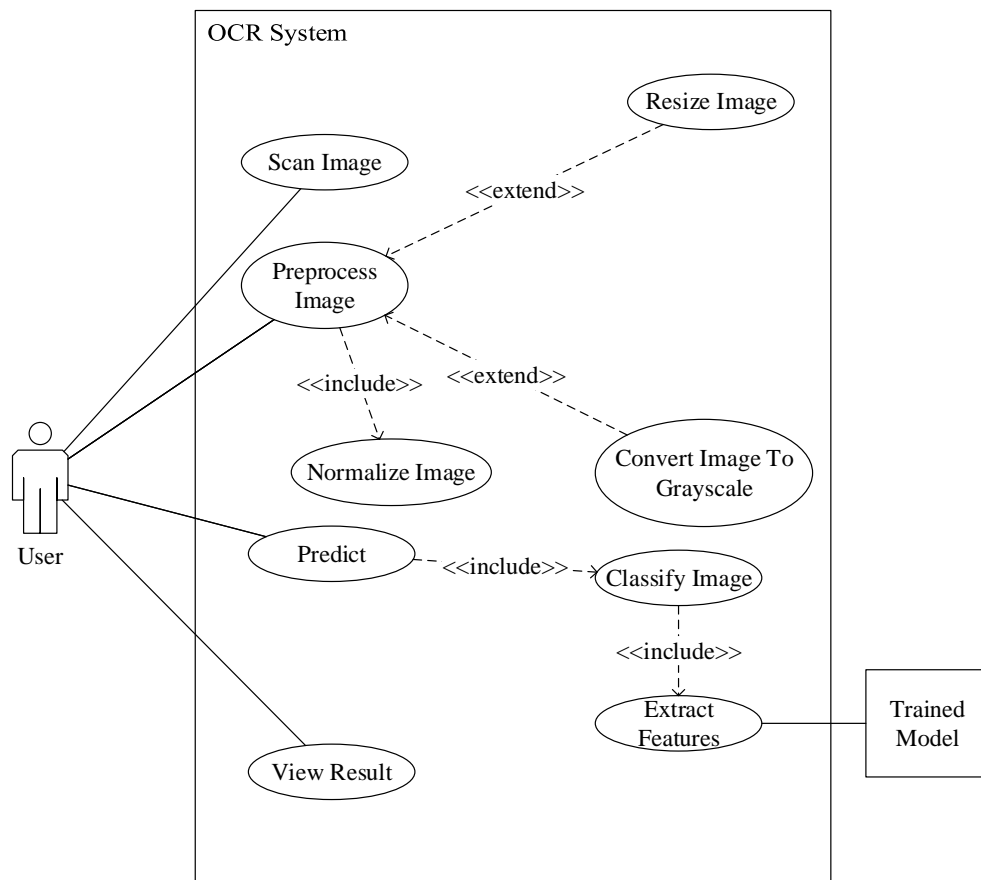 OCR System
Resize Image
Scan Image
<<extend>>
Preprocess
Image
<<include>>
<<extend>>
Normalize Image
Convert Image To
Grayscale
User
Predict
<<include>>
Classify Image
<<include>>
Extract
Features
Trained
Model
View Result